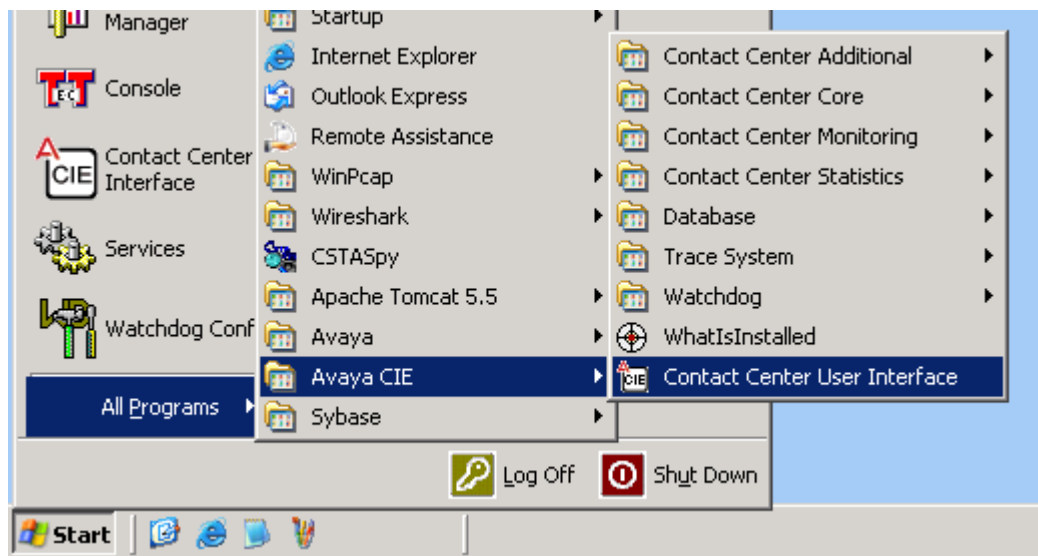 Manager
Console
Contact Center
Interface
Services
Watchdog Conf
All Programs
Startup
Internet Explorer
Outlook Express
Remote Assistance
WinPcap
Wireshark
CSTASpy
Apache Tomcat 5.5
Avaya
Avaya CIE
Sybase
Contact Center Additional
Contact Center Core
Contact Center Monitoring
Contact Center Statistics
Database
Trace System
Watchdog
WhatIsInstalled
Contact Center User Interface
Log Off
Shut Down
Start